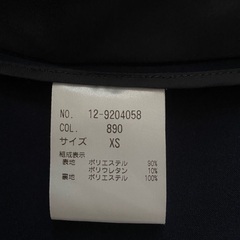 NO. 12-9204058
COL. 890
サイズ XS
組成表示
表地 ポリエステル 90%
ポリウレタン 10%
裏地 ポリエステル 100%